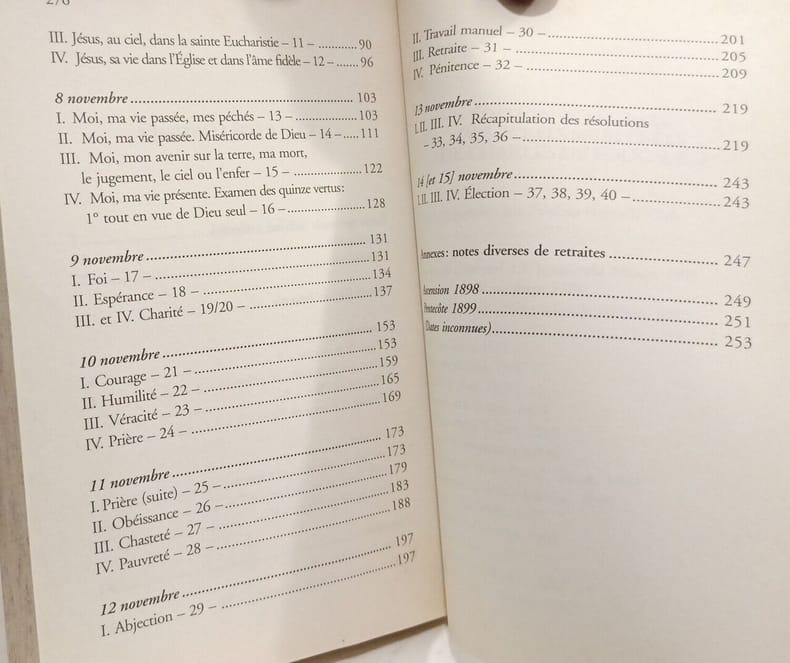 III. Jésus, au ciel, dans la sainte Eucharistie – 11 – ............ 90
IV. Jésus, sa vie dans l'Église et dans l'âme fidèle – 12 – ....... 96
8 novembre ........................................................ 103
I. Moi, ma vie passée, mes péchés – 13 – ................ 103
II. Moi, ma vie passée. Miséricorde de Dieu – 14 – ..... 111
III. Moi, mon avenir sur la terre, ma mort,
le jugement, le ciel ou l'enfer – 15 – ........................ 122
IV. Moi, ma vie présente. Examen des quinze vertus:
1° tout en vue de Dieu seul – 16 – ........................... 128
9 novembre ........................................................ 131
I. Foi – 17 – ........................................................ 131
II. Espérance – 18 – ................................................ 134
III. et IV. Charité – 19/20 – ................................... 137
10 novembre ...................................................... 153
I. Courage – 21 – ................................................ 153
II. Humilité – 22 – ................................................ 159
III. Véracité – 23 – ................................................ 165
IV. Prière – 24 – ................................................ 169
11 novembre ...................................................... 173
I. Prière (suite) – 25 – ........................................ 173
II. Obéissance – 26 – ............................................ 179
III. Chasteté – 27 – ............................................ 183
IV. Pauvreté – 28 – ............................................ 188
12 novembre ...................................................... 197
I. Abjection – 29 – ............................................ 197
II. Travail manuel – 30 – ........................................ 201
III. Retraite – 31 – ................................................ 205
IV. Pénitence – 32 – ............................................ 209
13 novembre ...................................................... 219
I. II. III. IV. Récapitulation des résolutions
– 33, 34, 35, 36 – ................................................ 219
14 [et 15] novembre ............................................ 243
I. II. III. IV. Élection – 37, 38, 39, 40 – .................... 243
Annexes: notes diverses de retraites ........................ 247
Ascension 1898 .................................................. 249
Pentecôte 1899 .................................................. 251
Dates inconnues) ................................................ 253